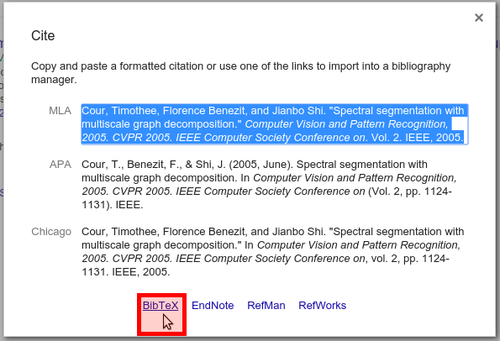 Cite
Copy and paste a formatted citation or use one of the links to import into a bibliography
manager.
MLA Cour, Timothee, Florence Benezit, and Jianbo Shi. "Spectral segmentation with
multiscale graph decomposition." Computer Vision and Pattern Recognition,
2005. CVPR 2005. IEEE Computer Society Conference on. Vol. 2. IEEE, 2005.
APA Cour, T., Benezit, F., & Shi, J. (2005, June). Spectral segmentation with
multiscale graph decomposition. In Computer Vision and Pattern Recognition,
2005. CVPR 2005. IEEE Computer Society Conference on (Vol. 2, pp. 1124-
1131). IEEE.
Chicago Cour, Timothee, Florence Benezit, and Jianbo Shi. "Spectral segmentation with
multiscale graph decomposition." In Computer Vision and Pattern Recognition,
2005. CVPR 2005. IEEE Computer Society Conference on, vol. 2, pp. 1124-
1131. IEEE, 2005.
BibTeX EndNote RefMan RefWorks